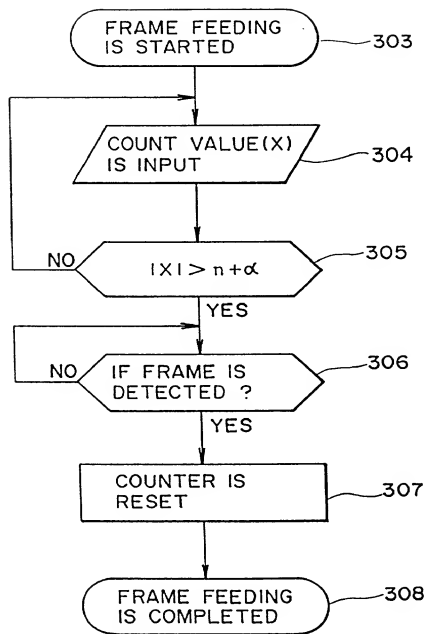 FRAME FEEDING
IS STARTED
303
COUNT VALUE(X)
IS INPUT
304
NO
|X| > n+α
305
YES
NO
IF FRAME IS
DETECTED ?
306
YES
COUNTER IS
RESET
307
FRAME FEEDING
IS COMPLETED
308